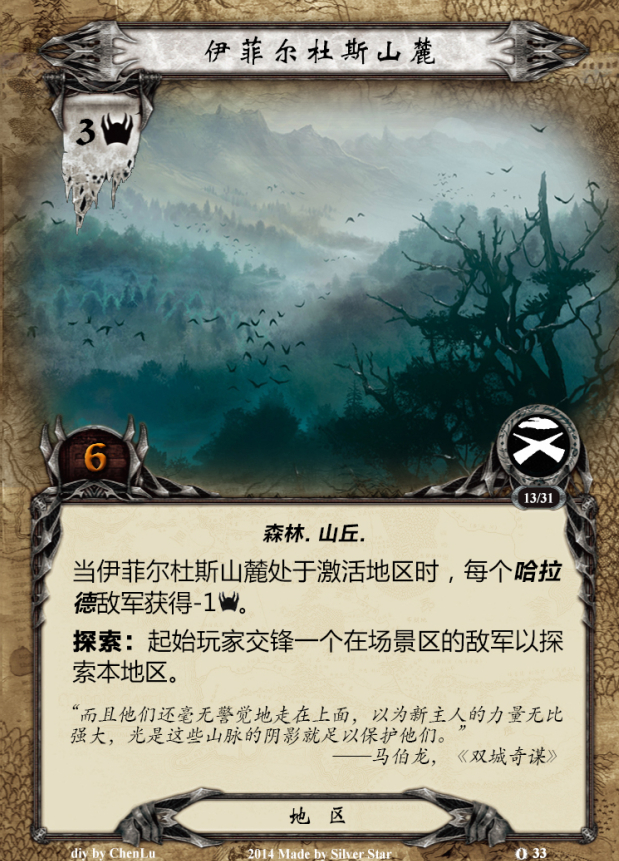 伊菲尔杜斯山麓
3
6
13/31
森林. 山丘.
当伊菲尔杜斯山麓处于激活地区时，每个哈拉
德敌军获得-1。
探索：起始玩家交锋一个在场景区的敌军以探
索本地区。
“而且他们还毫无警觉地走在上面，以为新主人的力量无比
强大，光是这些山脉的阴影就足以保护他们。”
——马伯龙，《双城奇谋》
地 区
diy by ChenLu 2014 Made by Silver Star 33